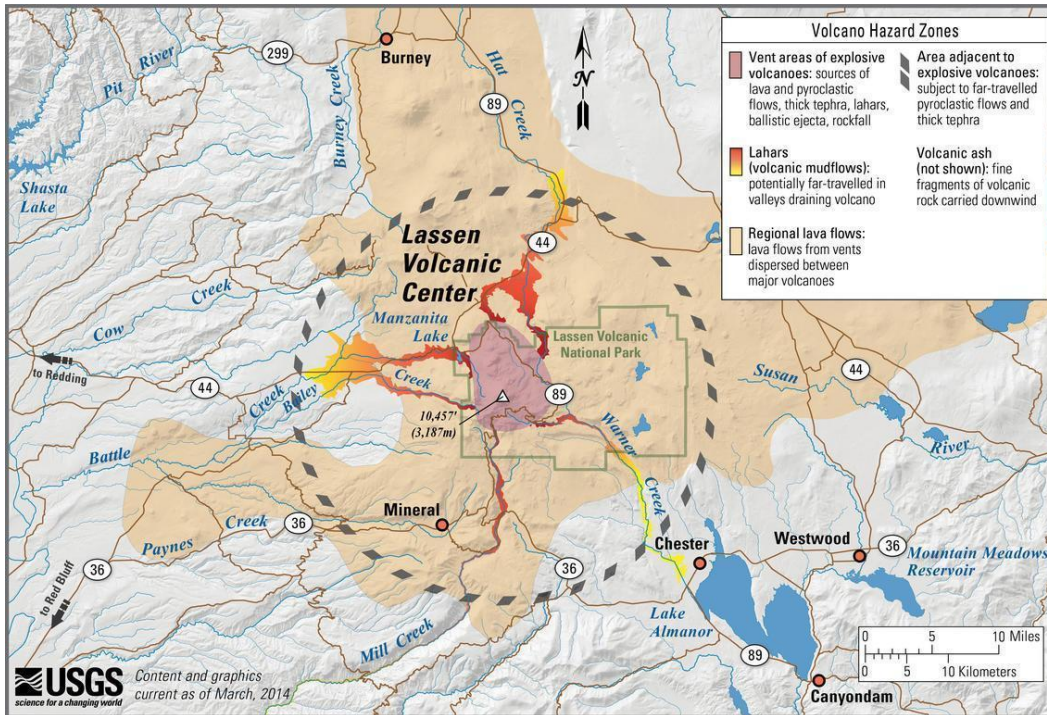 Volcano Hazard Zones
Vent areas of explosive
volcanoes: sources of
lava and pyroclastic
flows, thick tephra, lahars,
ballistic ejecta, rockfall
Lahars
(volcanic mudflows):
potentially far-travelled in
valleys draining volcano
Regional lava flows:
lava flows from vents
dispersed between
major volcanoes
Area adjacent to
explosive volcanoes:
subject to far-travelled
pyroclastic flows and
thick tephra
Volcanic ash
(not shown): fine
fragments of volcanic
rock carried downwind
299
Burney
Pit River
Burney Creek
Hat Creek
89
N
Shasta
Lake
44
Lassen
Volcanic
Center
Manzanita
Lake
Lassen Volcanic
National Park
Cow Creek
to Redding
44
Bailey Creek
Creek
89
10,457'
(3,187m)
Susan River
44
Battle
Warner Creek
Mineral
Creek
36
Paynes
36
to Red Bluff
36
Chester
Westwood
36
Mountain Meadows
Reservoir
Lake
Almanor
Mill Creek
89
Canyondam
0 5 10 Miles
0 5 10 Kilometers
USGS
science for a changing world
Content and graphics
current as of March, 2014